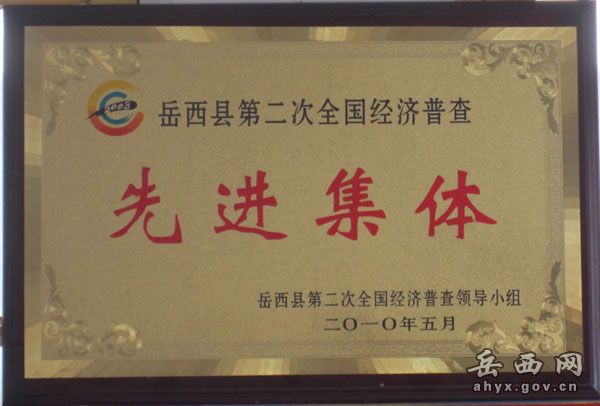 2008
岳西县第二次全国经济普查
先进集体
岳西县第二次全国经济普查领导小组
二〇一〇年五月
岳西网
ahyx.gov.cn